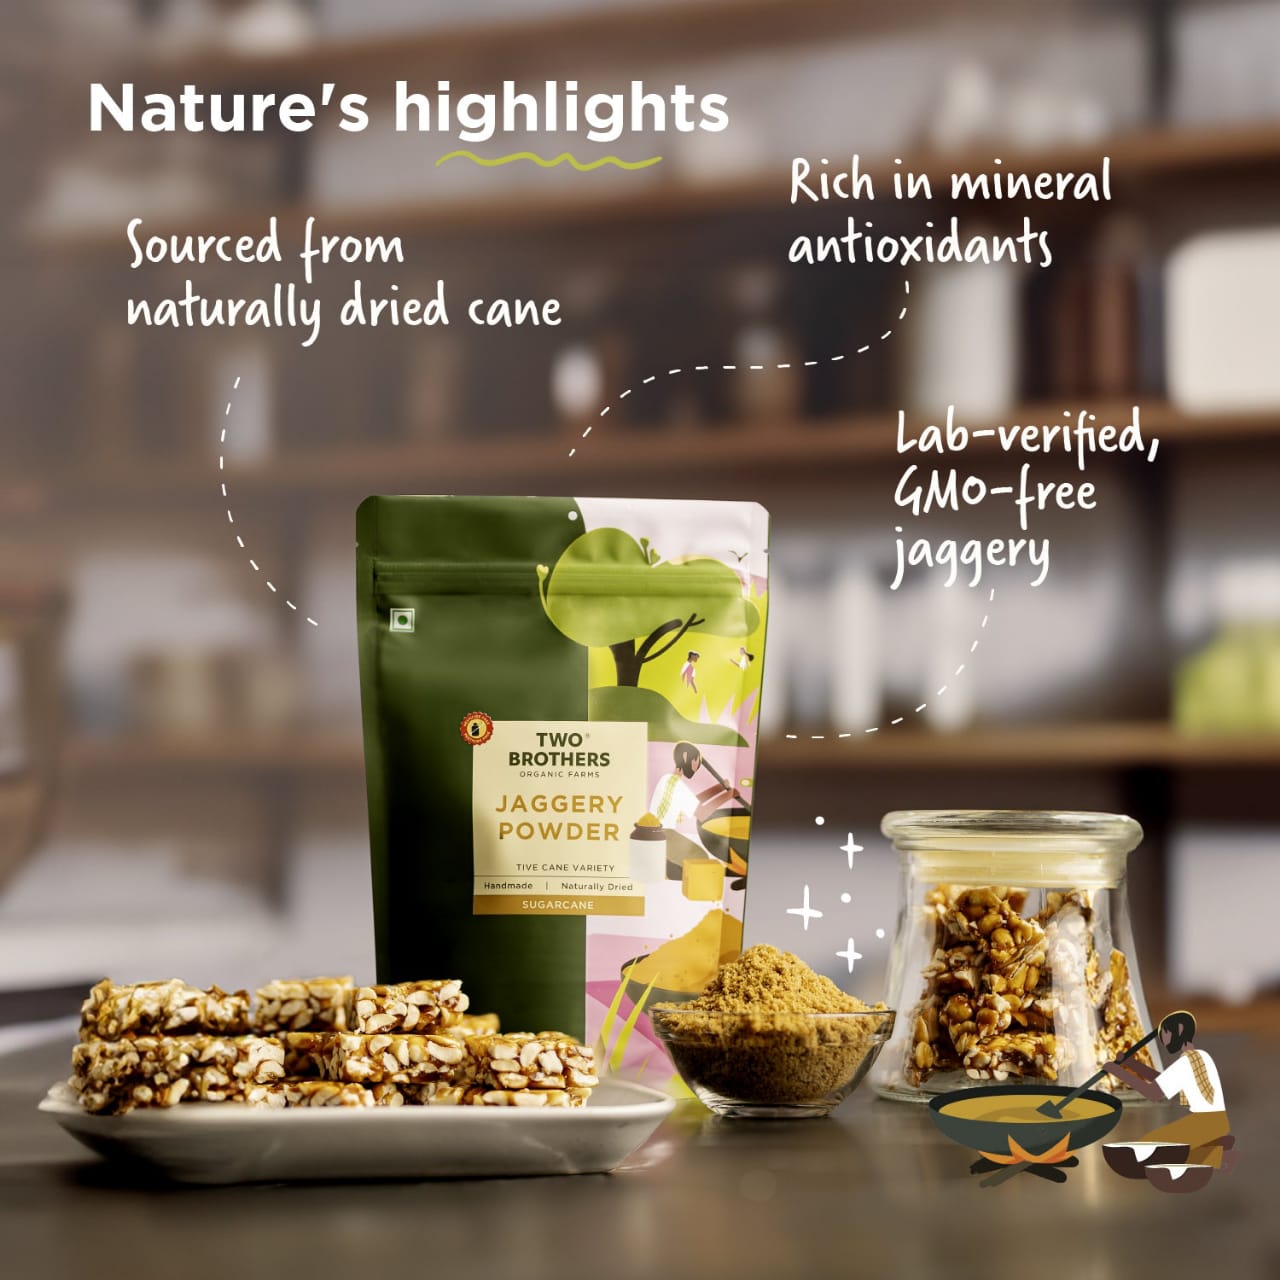 Nature's highlights
Rich in mineral
antioxidants
Sourced from
naturally dried cane
Lab-verified,
GMO-free
jaggery
TWO
BROTHERS
ORGANIC FARMS
JAGGERY
POWDER
TIVE CANE VARIETY
Handmade | Naturally Dried
SUGARCANE